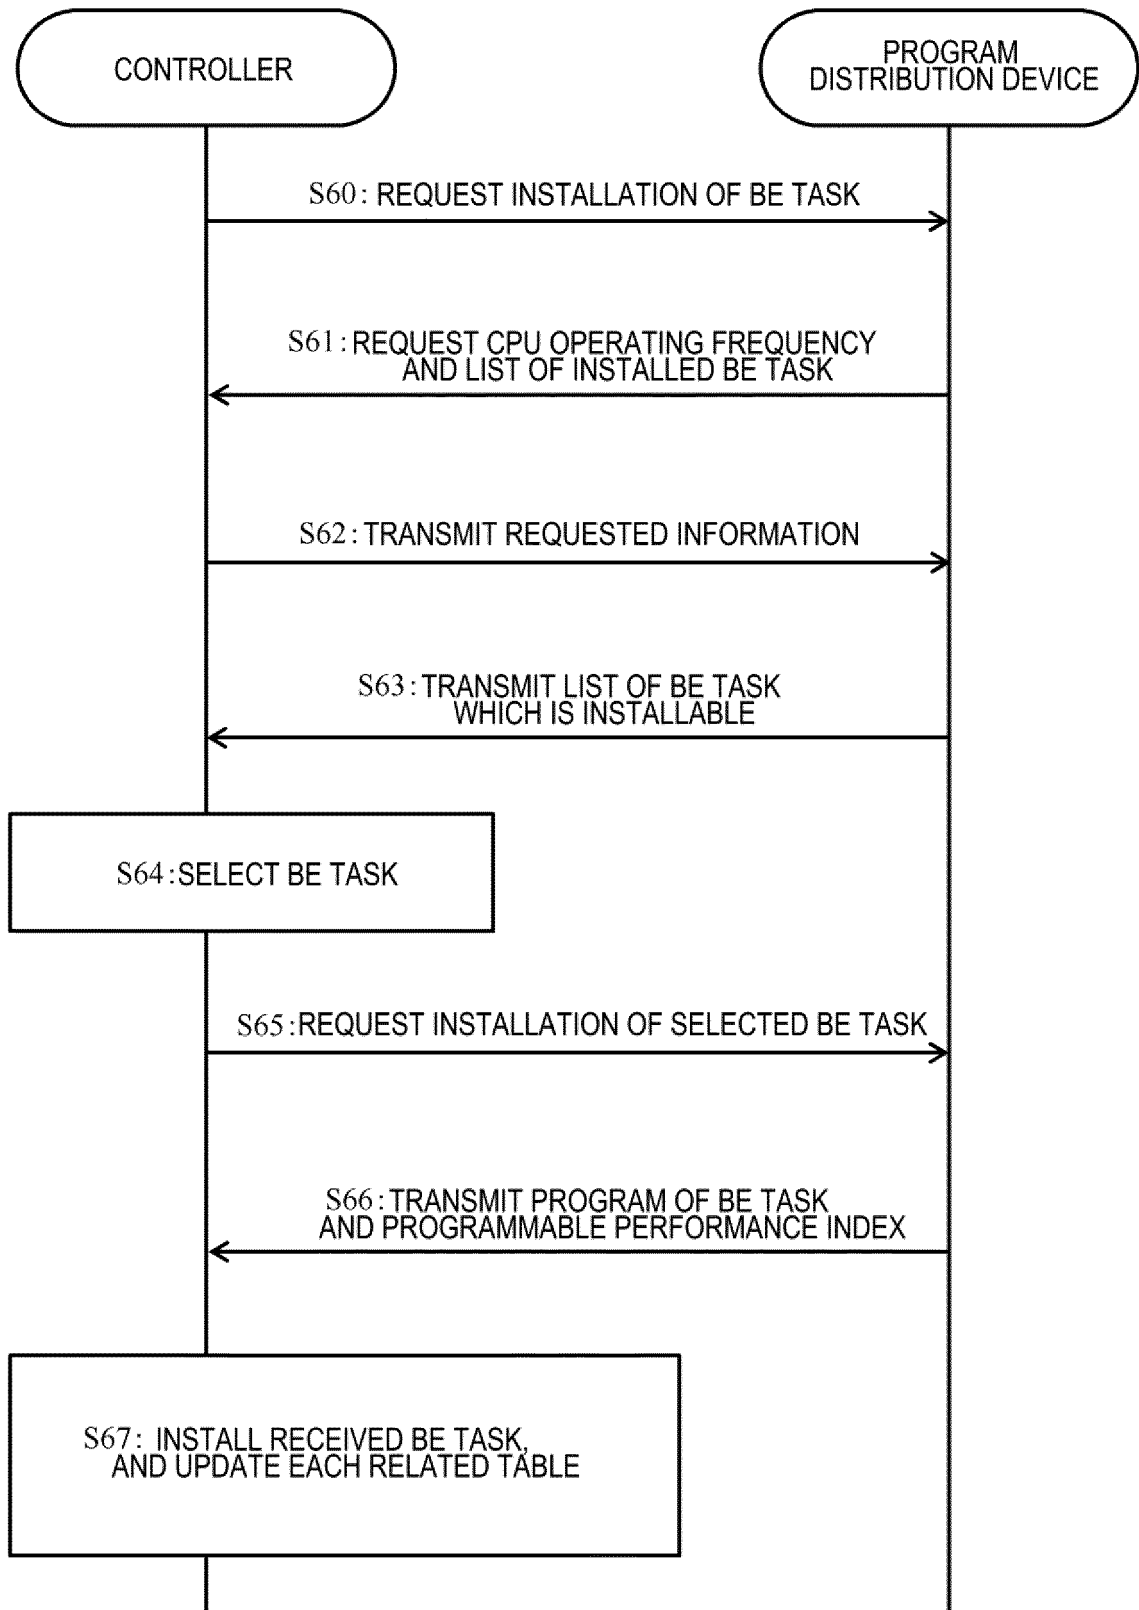 CONTROLLER
PROGRAM
DISTRIBUTION DEVICE
S60: REQUEST INSTALLATION OF BE TASK
S61: REQUEST CPU OPERATING FREQUENCY
AND LIST OF INSTALLED BE TASK
S62: TRANSMIT REQUESTED INFORMATION
S63: TRANSMIT LIST OF BE TASK
WHICH IS INSTALLABLE
S64: SELECT BE TASK
S65: REQUEST INSTALLATION OF SELECTED BE TASK
S66: TRANSMIT PROGRAM OF BE TASK
AND PROGRAMMABLE PERFORMANCE INDEX
S67: INSTALL RECEIVED BE TASK,
AND UPDATE EACH RELATED TABLE